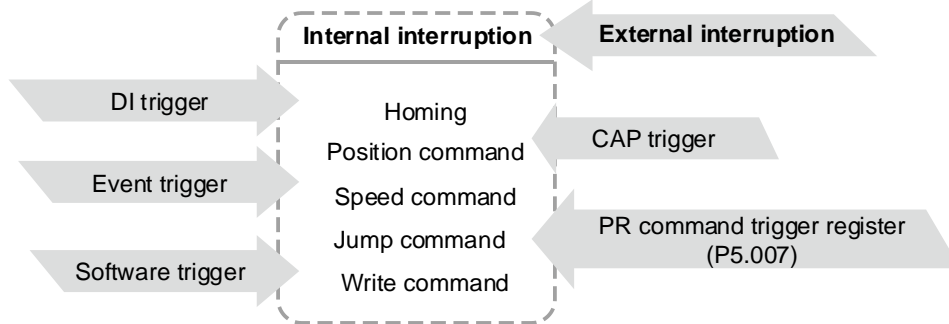 Internal interruption
External interruption
DI trigger
Homing
CAP trigger
Position command
Event trigger
Speed command
PR command trigger register
(P5.007)
Jump command
Software trigger
Write command